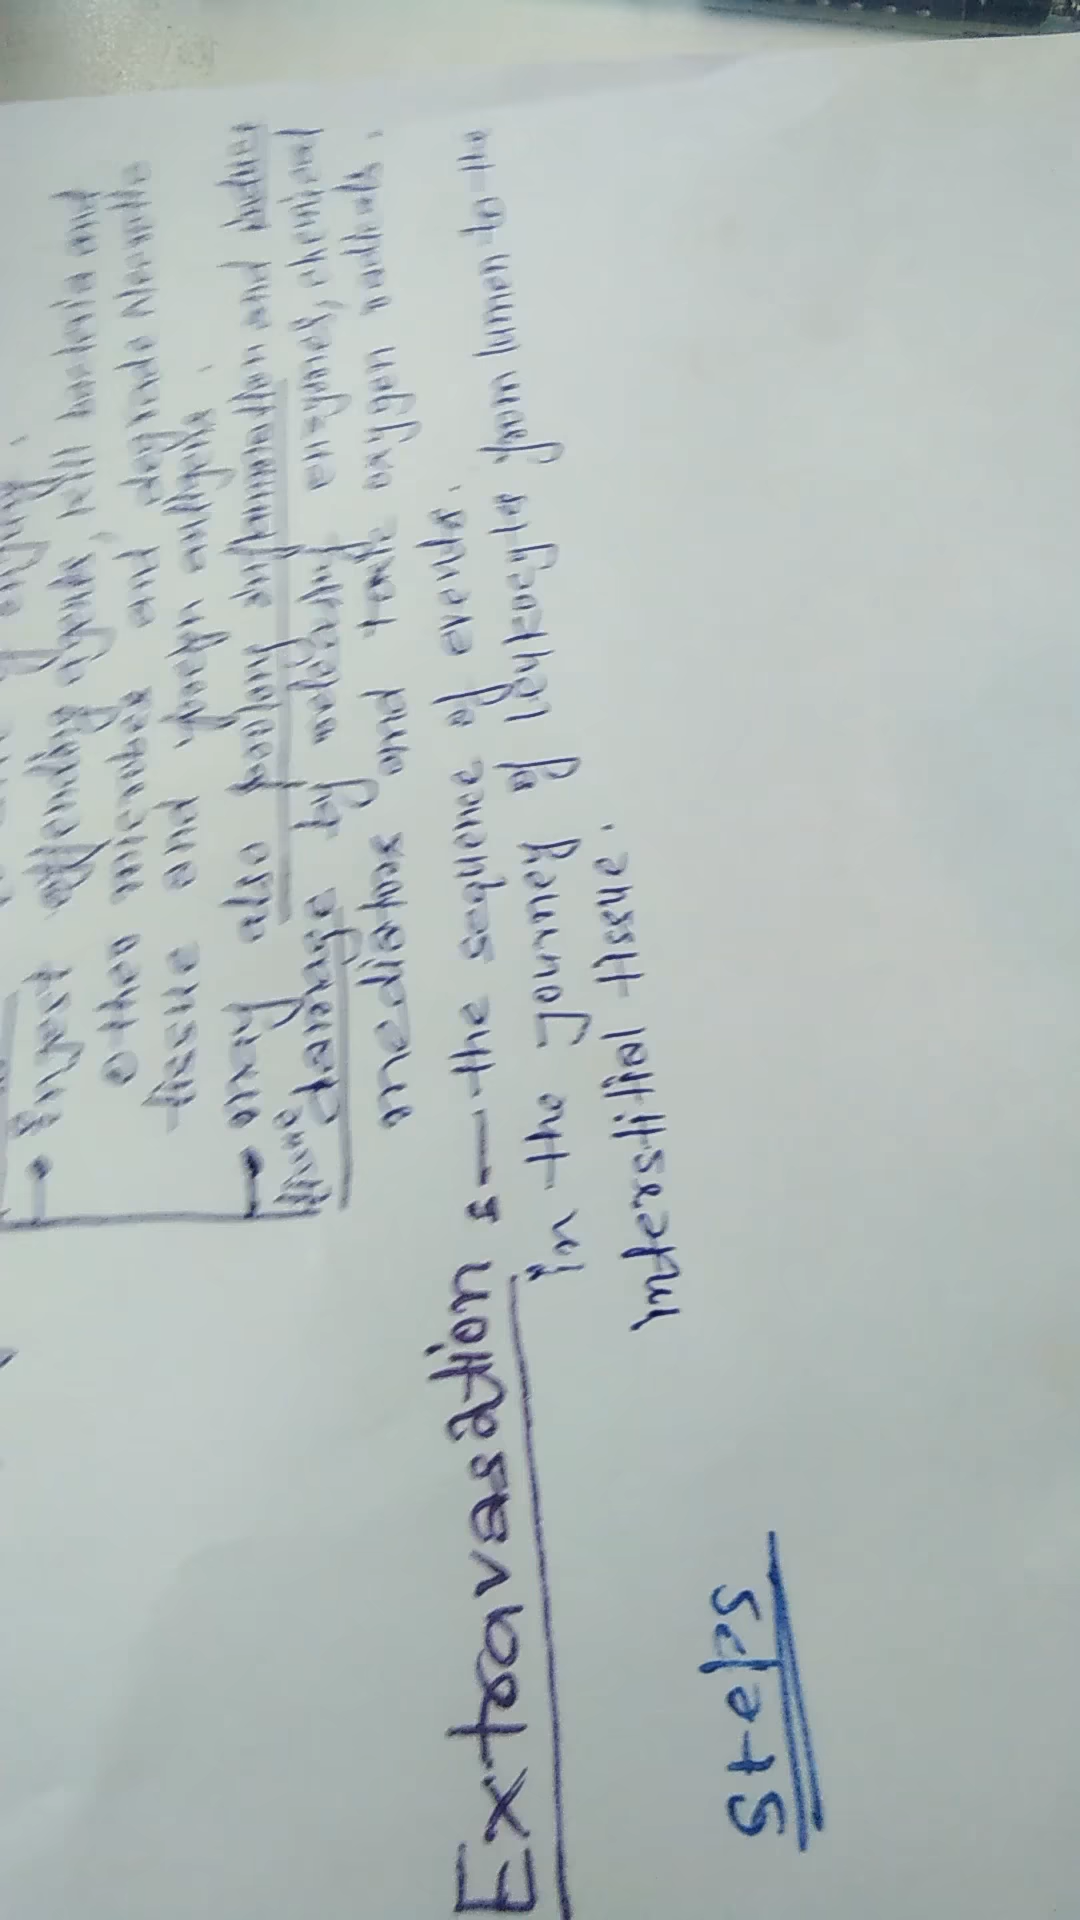 • ingest offending agents, kill bacteria and
other microbes and degrade Necrotic
tissue and foreign antigens.
• may also prolong inflammation and induce
tissue damage by releasing enzymes, chemical
mediators and toxic oxygen radicals.
Extravasation :— the sequence of events.
in the journey of leukocyte from lumen to the
interstitial tissue.
Steps